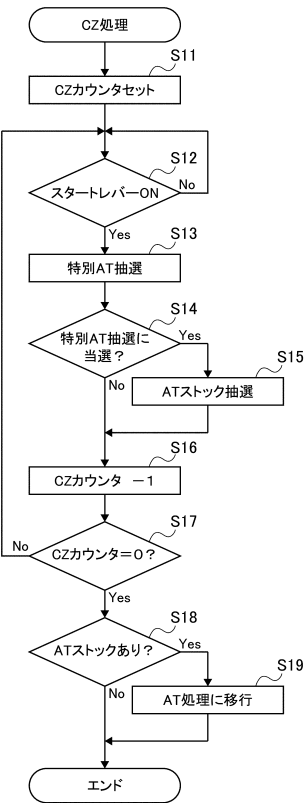 CZ処理
S11
CZカウンタセット
S12
スタートレバーON
No
Yes
S13
特別AT抽選
S14
特別AT抽選に
当選？
Yes
No
S15
ATストック抽選
S16
CZカウンタ －1
S17
CZカウンタ＝0？
No
Yes
S18
ATストックあり？
Yes
No
S19
AT処理に移行
エンド